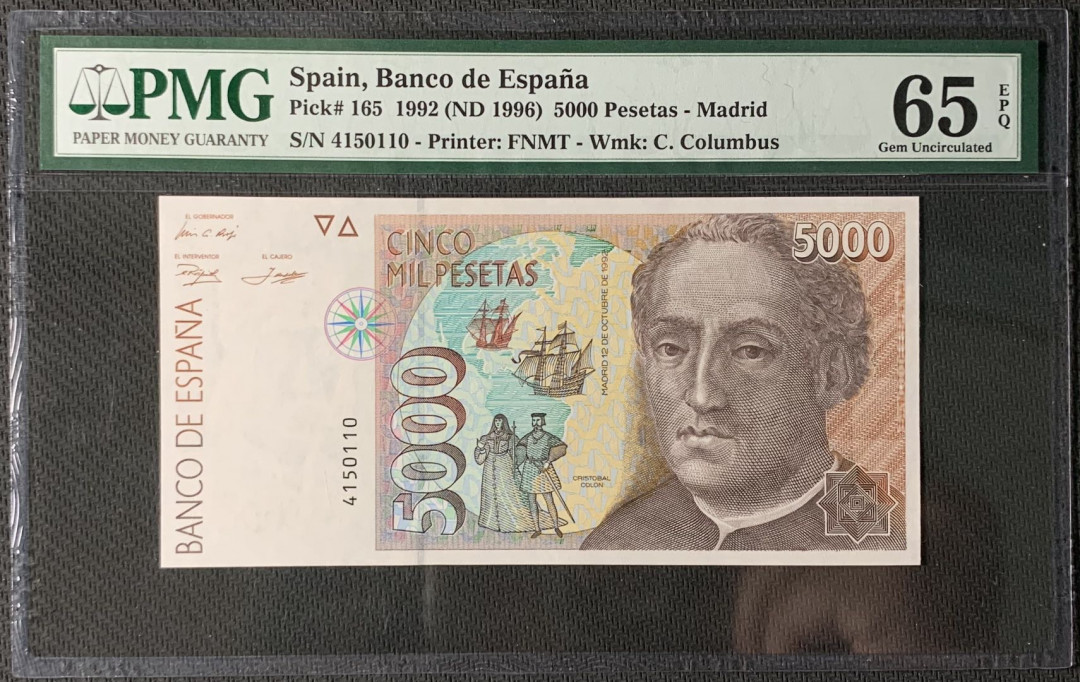 PMG
PAPER MONEY GUARANTY
Spain, Banco de España
Pick# 165 1992 (ND 1996) 5000 Pesetas - Madrid
S/N 4150110 - Printer: FNMT - Wmk: C. Columbus
65
EPQ
Gem Uncirculated
EL GOBERNADOR
EL INTERVENTOR
EL CAJERO
BANCO DE ESPAÑA
4150110
CINCO
MIL PESETAS
5000
MADRID 12 DE OCTUBRE DE 1992
CRISTOBAL
COLON
5000